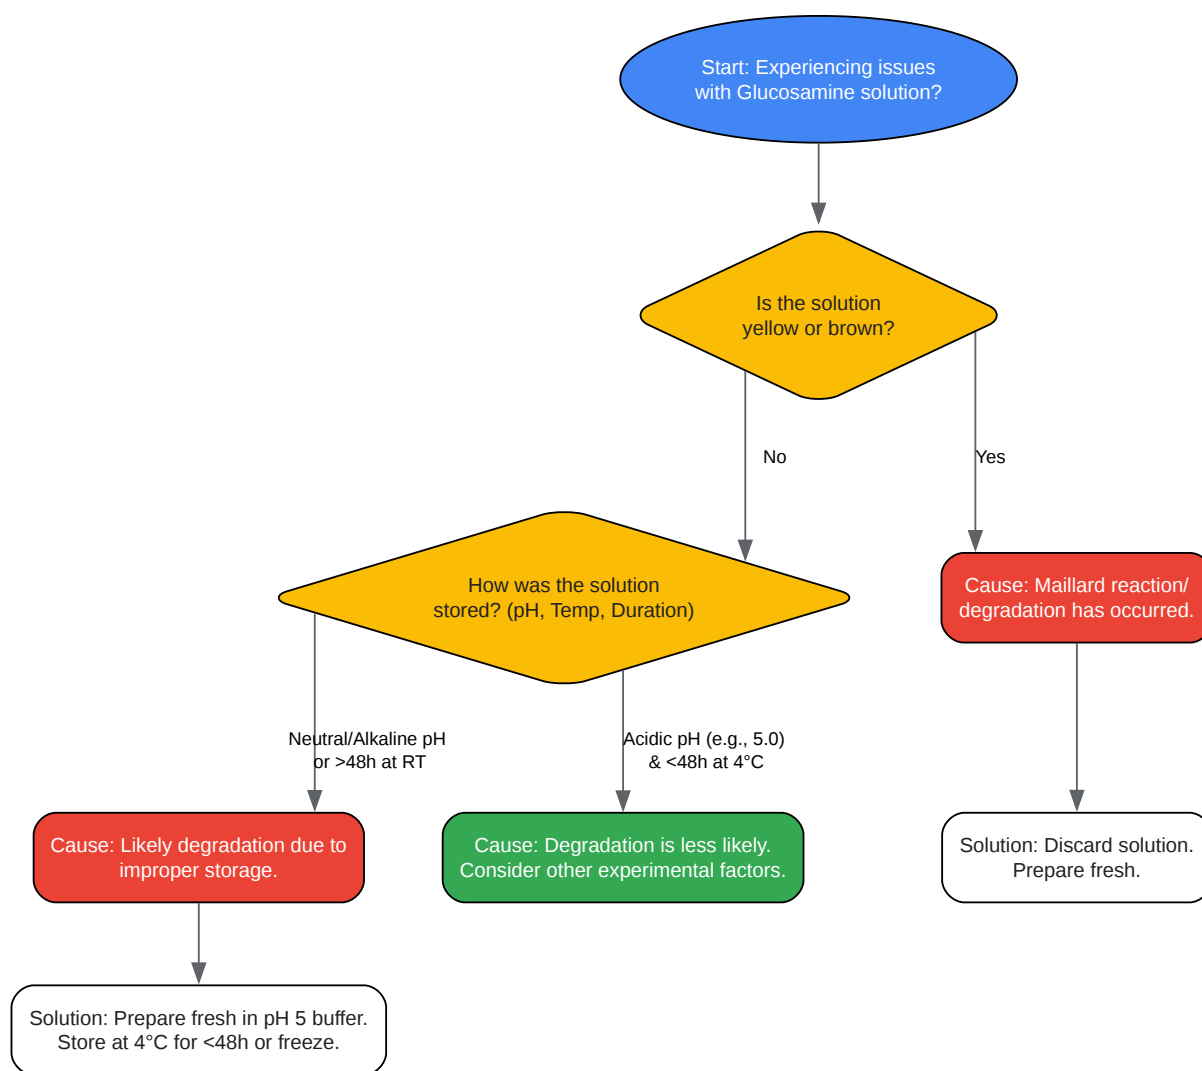 Start: Experiencing issues
with Glucosamine solution?
Is the solution
yellow or brown?
No
Yes
How was the solution
stored? (pH, Temp, Duration)
Cause: Maillard reaction/
degradation has occurred.
Neutral/Alkaline pH
or >48h at RT
Acidic pH (e.g., 5.0)
& <48h at 4°C
Cause: Likely degradation due to
improper storage.
Cause: Degradation is less likely.
Consider other experimental factors.
Solution: Discard solution.
Prepare fresh.
Solution: Prepare fresh in pH 5 buffer.
Store at 4°C for <48h or freeze.